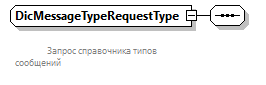 DicMessageTypeRequestType
Запрос справочника типов
сообщений